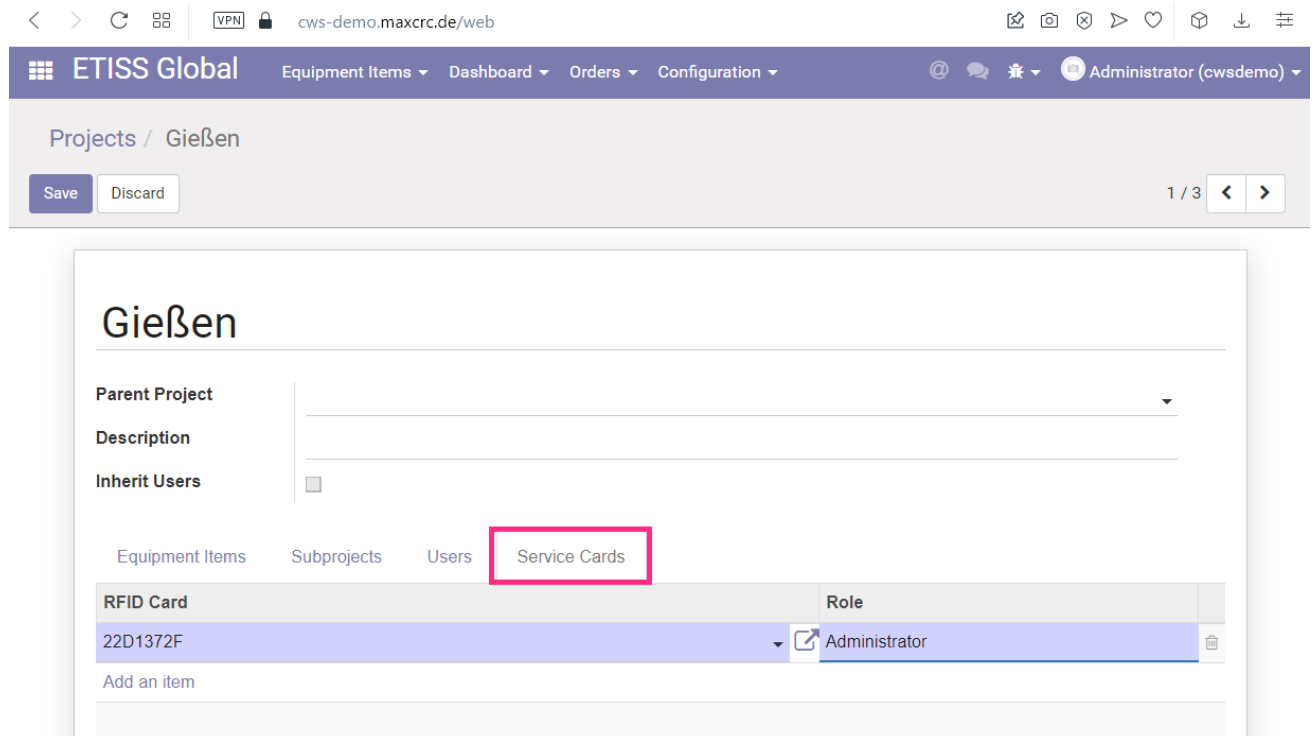 VPN cws-demo.maxcrc.de/web
ETISS Global Equipment Items Dashboard Orders Configuration @ Administrator (cwsdemo)
Projects / Gießen
Save Discard 1 / 3
Gießen
Parent Project
Description
Inherit Users
Equipment Items Subprojects Users Service Cards
RFID Card Role
22D1372F Administrator
Add an item